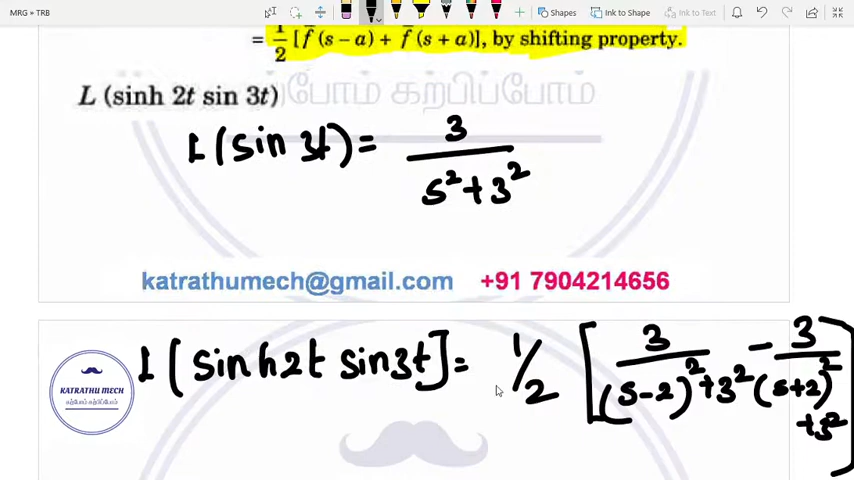 MRG » TRB
Shapes Ink to Shape Ink to Text
= 1/2 [f̄ (s – a) + f̄ (s + a)], by shifting property.
L (sinh 2t sin 3t)
கற்பிப்போம்
L (sin 3t) = 3 / (s² + 3²)
katrathumech@gmail.com +91 7904214656
L [sinh2t sin3t] = 1/2 [3 / ((s-2)² + 3²) - 3 / ((s+2)² + 3²)]
KATRATHU MECH
கற்போம் கற்பிப்போம்